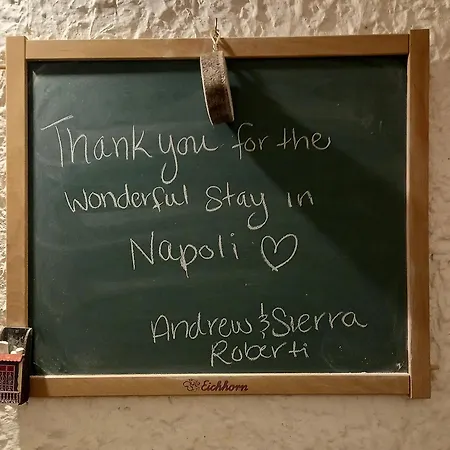 Thank you for the
Wonderful Stay in
Napoli ♡
Andrew & Sierra
Roberti
Eichhorn